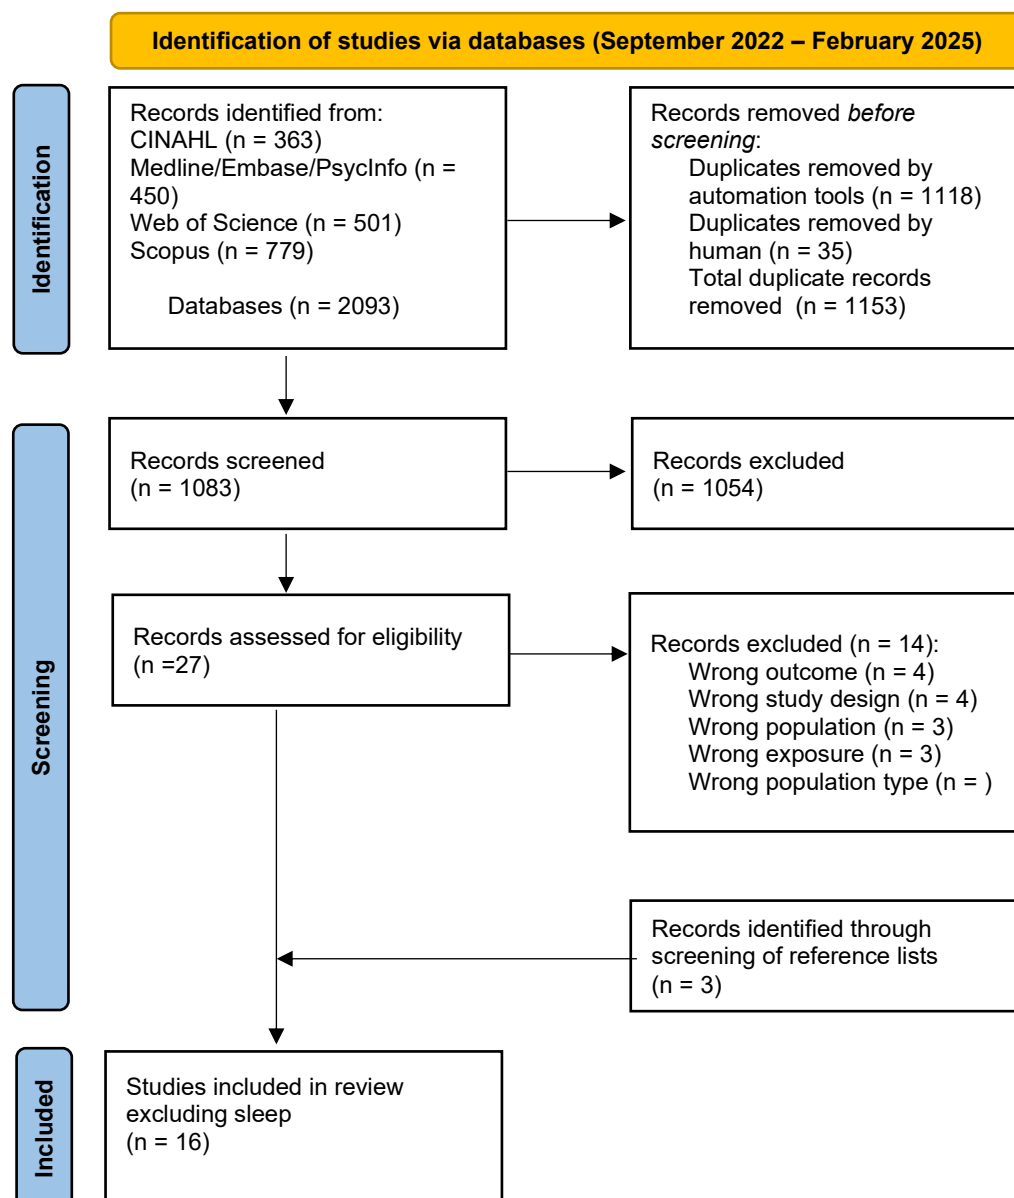 Identification of studies via databases (September 2022 – February 2025)
Identification
Records identified from:
CINAHL (n = 363)
Medline/Embase/PsycInfo (n =
450)
Web of Science (n = 501)
Scopus (n = 779)
Databases (n = 2093)
Records removed before
screening:
Duplicates removed by
automation tools (n = 1118)
Duplicates removed by
human (n = 35)
Total duplicate records
removed  (n = 1153)
Screening
Records screened
(n = 1083)
Records excluded
(n = 1054)
Records assessed for eligibility
(n =27)
Records excluded (n = 14):
Wrong outcome (n = 4)
Wrong study design (n = 4)
Wrong population (n = 3)
Wrong exposure (n = 3)
Wrong population type (n = )
Records identified through
screening of reference lists
(n = 3)
Included
Studies included in review
excluding sleep
(n = 16)